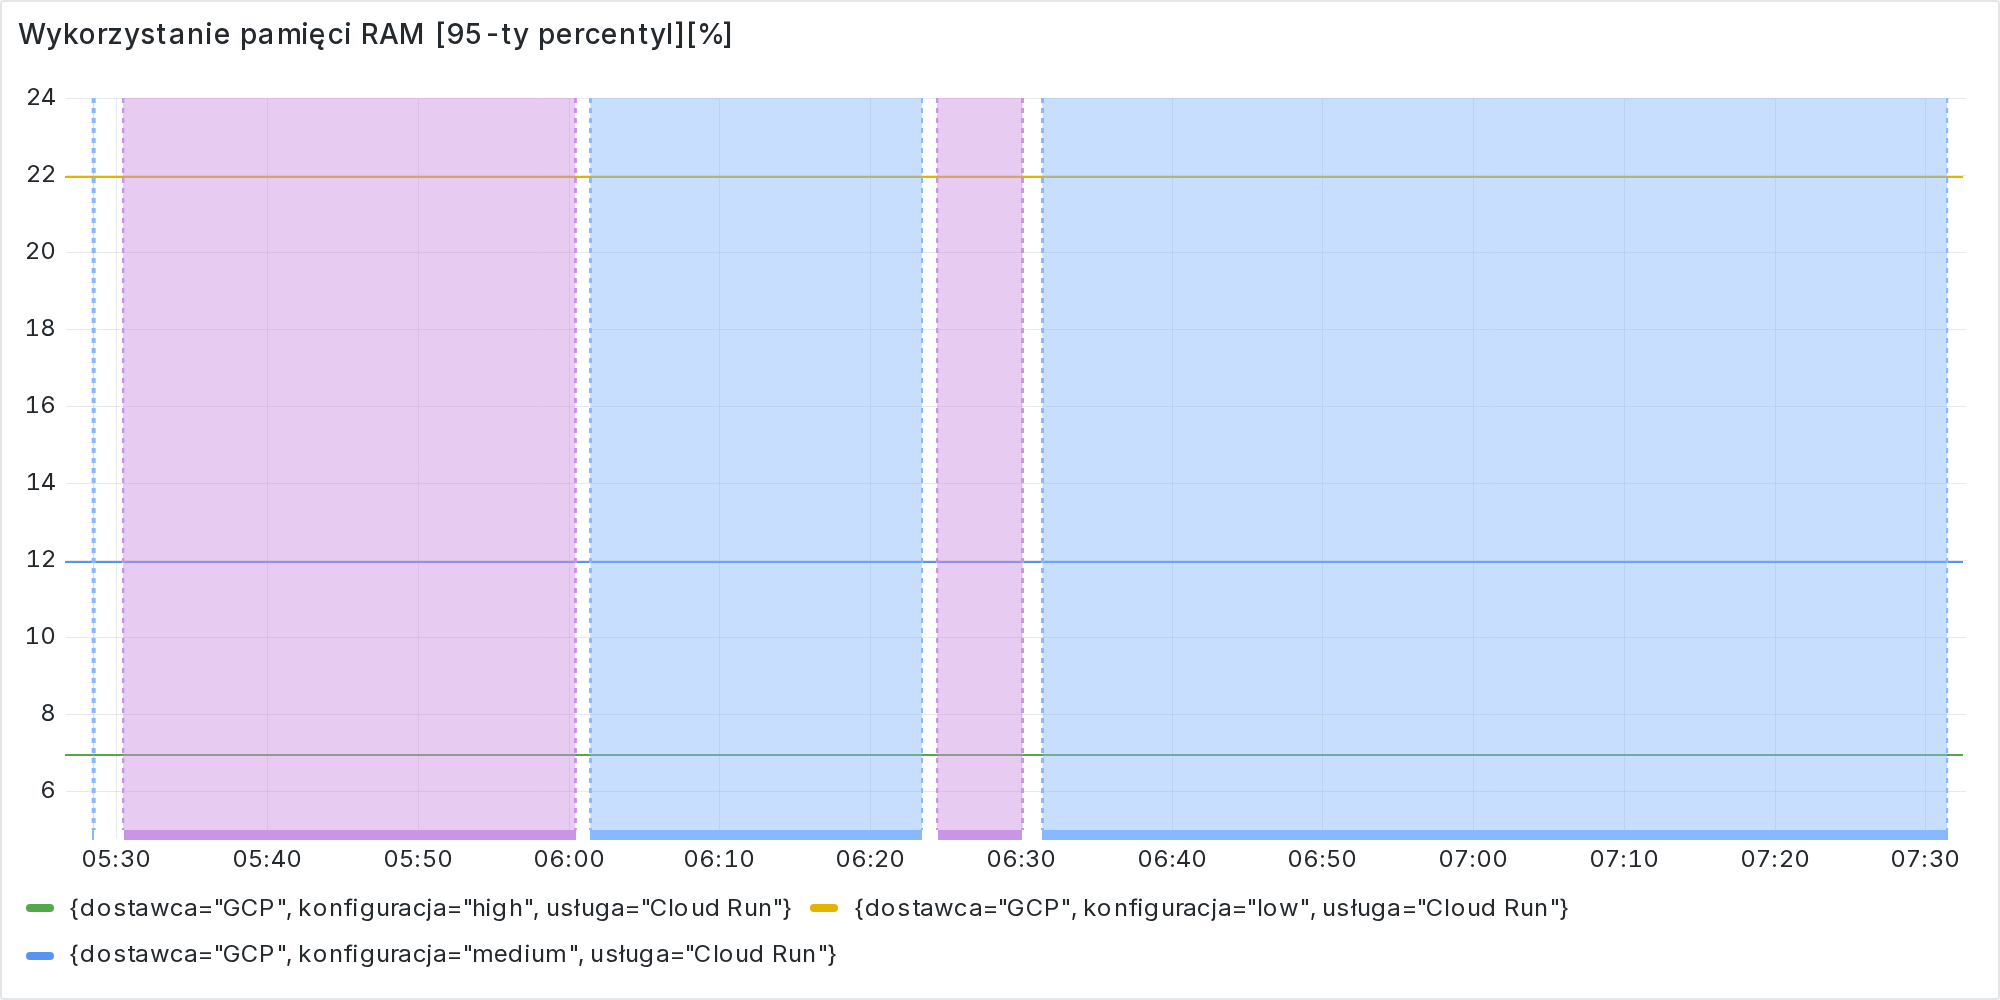 Wykorzystanie pamięci RAM [95-ty percentyl][%]
24
22
20
18
16
14
12
10
8
6
05:30 05:40 05:50 06:00 06:10 06:20 06:30 06:40 06:50 07:00 07:10 07:20 07:30
{dostawca="GCP", konfiguracja="high", usługa="Cloud Run"} {dostawca="GCP", konfiguracja="low", usługa="Cloud Run"}
{dostawca="GCP", konfiguracja="medium", usługa="Cloud Run"}